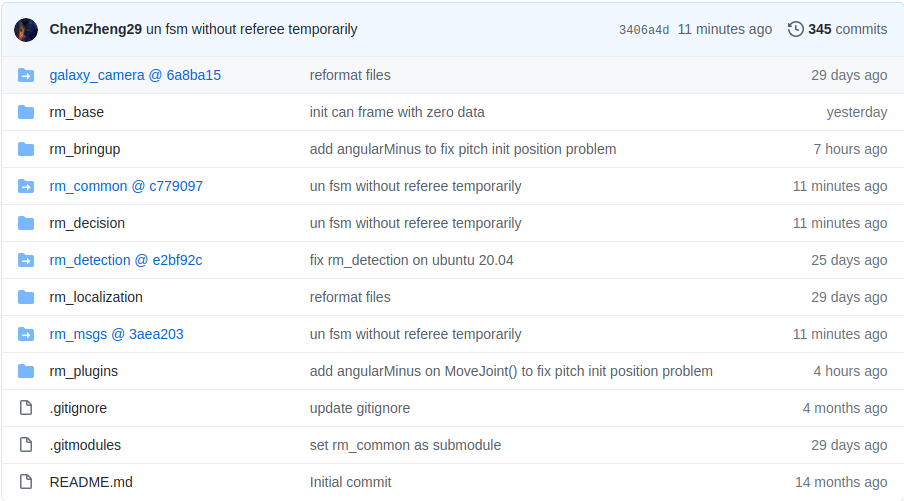 ChenZheng29 un fsm without referee temporarily 3406a4d 11 minutes ago 345 commits
galaxy_camera @ 6a8ba15 reformat files 29 days ago
rm_base init can frame with zero data yesterday
rm_bringup add angularMinus to fix pitch init position problem 7 hours ago
rm_common @ c779097 un fsm without referee temporarily 11 minutes ago
rm_decision un fsm without referee temporarily 11 minutes ago
rm_detection @ e2bf92c fix rm_detection on ubuntu 20.04 25 days ago
rm_localization reformat files 29 days ago
rm_msgs @ 3aea203 un fsm without referee temporarily 11 minutes ago
rm_plugins add angularMinus on MoveJoint() to fix pitch init position problem 4 hours ago
.gitignore update gitignore 4 months ago
.gitmodules set rm_common as submodule 29 days ago
README.md Initial commit 14 months ago